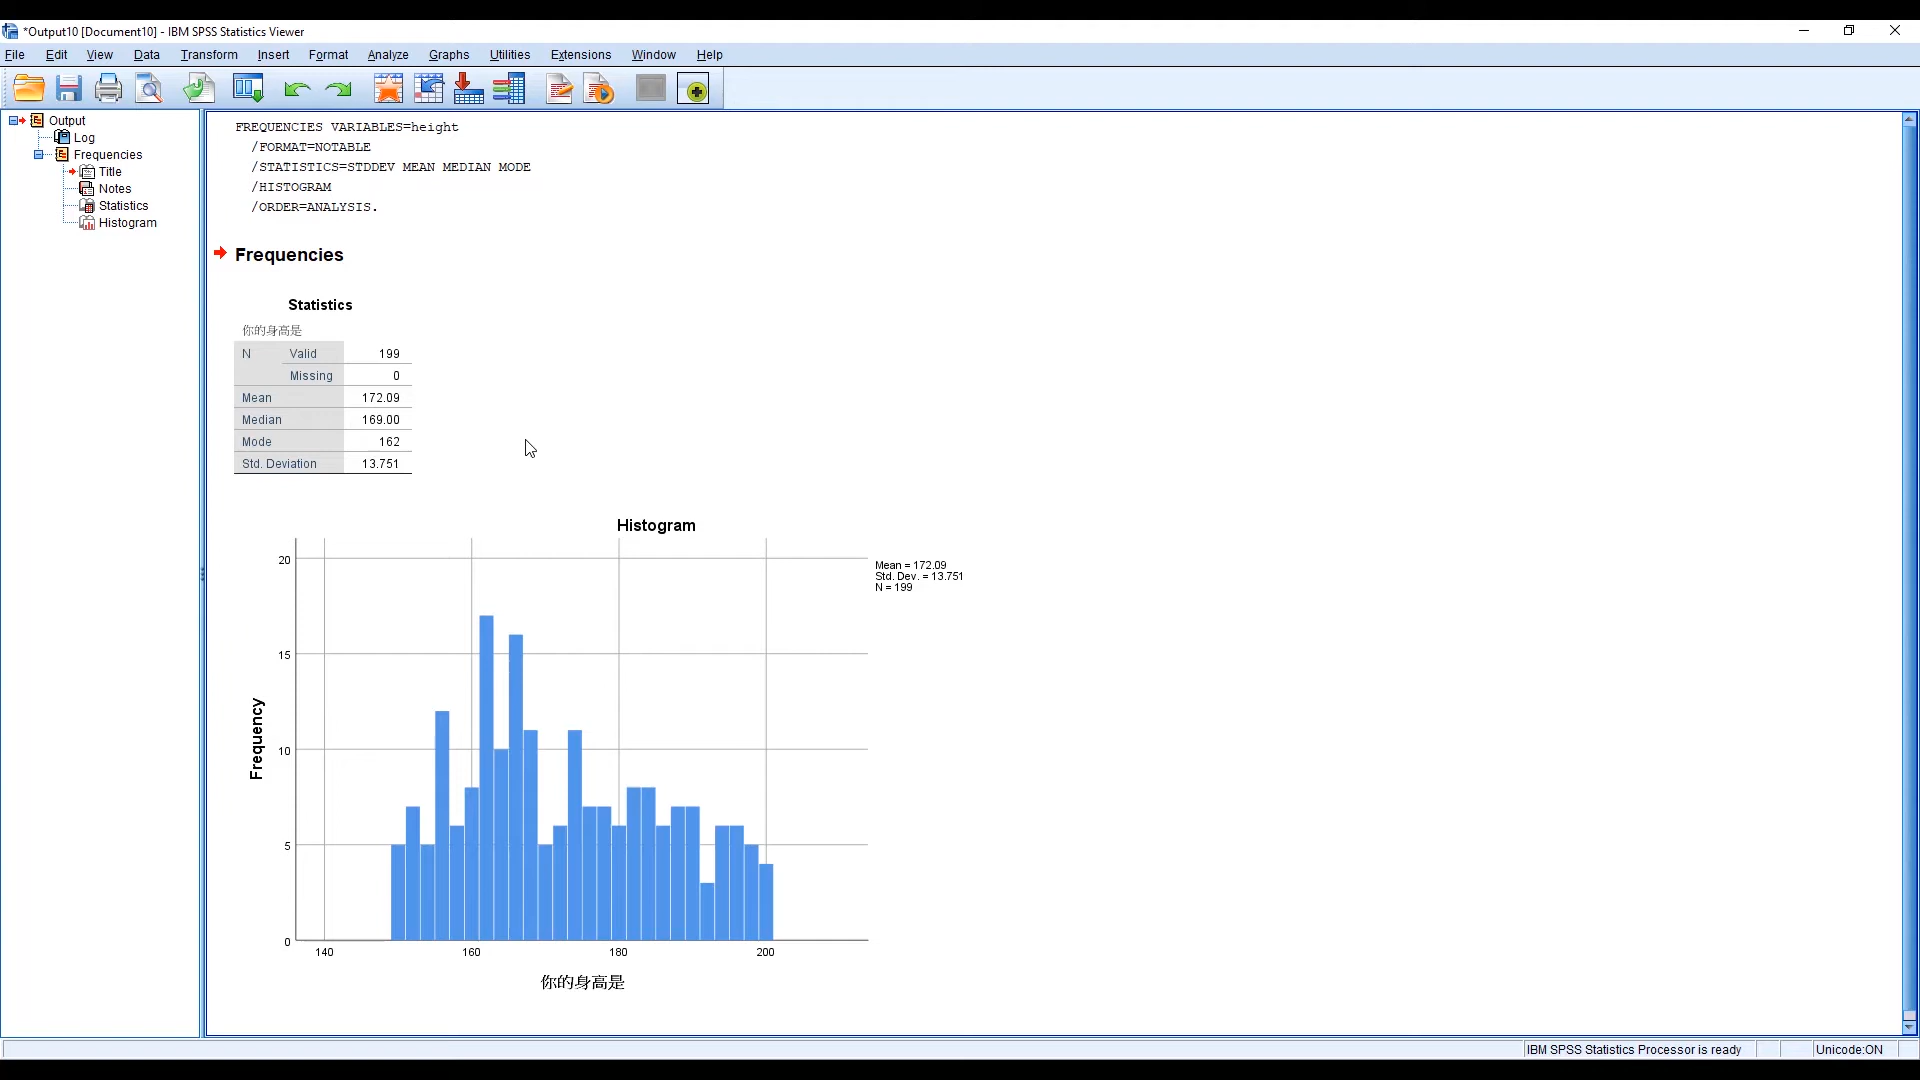 *Output10 [Document10] - IBM SPSS Statistics Viewer
File Edit View Data Transform Insert Format Analyze Graphs Utilities Extensions Window Help
Output
Log
Frequencies
Title
Notes
Statistics
Histogram
FREQUENCIES VARIABLES=height
/FORMAT=NOTABLE
/STATISTICS=STDDEV MEAN MEDIAN MODE
/HISTOGRAM
/ORDER=ANALYSIS.
Frequencies
Statistics
你的身高是
N Valid 199
Missing 0
Mean 172.09
Median 169.00
Mode 162
Std. Deviation 13.751
Histogram
Mean = 172.09
Std. Dev. = 13.751
N = 199
Frequency
20
15
10
5
0
140 160 180 200
你的身高是
IBM SPSS Statistics Processor is ready Unicode:ON